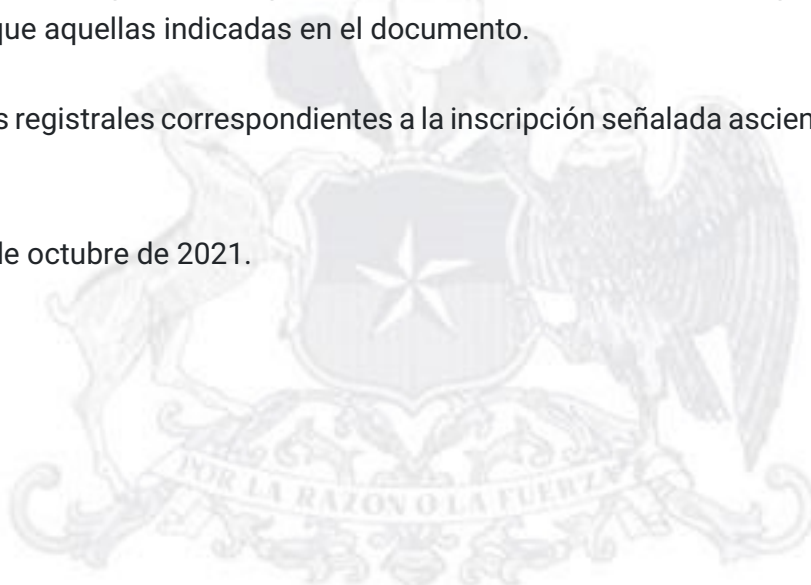 que aquellas indicadas en el documento.
s registrales correspondientes a la inscripción señalada ascien
de octubre de 2021.
POR LA RAZON O LA FUERZA